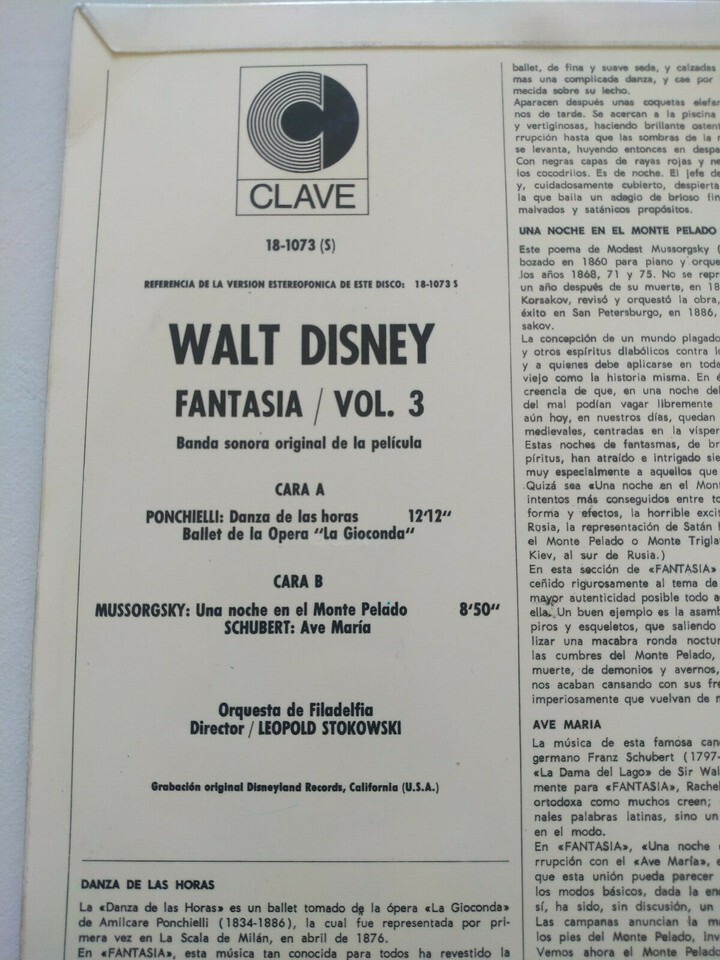 CLAVE
18-1073 (S)
REFERENCIA DE LA VERSION ESTEREOFONICA DE ESTE DISCO: 18-1073 S
WALT DISNEY
FANTASIA / VOL. 3
Banda sonora original de la película
CARA A
PONCHIELLI: Danza de las horas 12'12"
Ballet de la Opera "La Gioconda"
CARA B
MUSSORGSKY: Una noche en el Monte Pelado 8'50"
SCHUBERT: Ave María
Orquesta de Filadelfia
Director / LEOPOLD STOKOWSKI
Grabación original Disneyland Records, California (U.S.A.)
DANZA DE LAS HORAS
La «Danza de las Horas» es un ballet tomado de la ópera «La Gioconda»
de Amilcare Ponchielli (1834-1886), la cual fue representada por pri-
mera vez en La Scala de Milán, en abril de 1876.
En «FANTASIA», esta música tan conocida para todos ha revestido la
ballet, de fina y suave seda, y calzadas
mas una complicada danza, y cae por
mecida sobre su lecho.
Aparecen después unas coquetas
nos de tarde. Se acercan a la piscina
y vertiginosas, haciendo brillante
rrupción hasta que las sombras de la
se levanta, huyendo entonces en
Con negras capas de rayas rojas y
los cocodrilos. Es de noche. El jefe de
y, cuidadosamente cubierto, despierta
la que baila un adagio de brioso
malvados y satánicos propósitos.
UNA NOCHE EN EL MONTE PELADO
Este poema de Modest Mussorgsky (
bozado en 1860 para piano y
los años 1868, 71 y 75. No se
un año después de su muerte, en 18
Korsakov, revisó y orquestó la obra,
éxito en San Petersburgo, en 1886,
sakov.
La concepción de un mundo plagado
y otros espíritus diabólicos contra
y a quienes debe aplicarse en
viejo como la historia misma. En
creencia de que, en una noche
del mal podían vagar libremente
aún hoy, en nuestros días, quedan
medievales, centradas en la
Estas noches de fantasmas, de
píritus, han atraído e intrigado
muy especialmente a aquellos que
Quizá sea «Una noche en el
intentos más conseguidos entre
forma y efectos, la horrible
Rusia, la representación de Satán
el Monte Pelado o Monte
Kiev, al sur de Rusia.)
En esta sección de «FANTASIA»
ceñido rigurosamente al tema de
mayor autenticidad posible todo
ella. Un buen ejemplo es la
piros y esqueletos, que saliendo
lizar una macabra ronda
las cumbres del Monte Pelado,
muerte, de demonios y avernos,
nos acaban cansando con sus
imperiosamente que vuelvan de
AVE MARIA
La música de esta famosa
germano Franz Schubert (1797-
«La Dama del Lago» de Sir
mente para «FANTASIA», Rachel
ortodoxa como muchos creen;
nales palabras latinas, sino un
en el modo.
En «FANTASIA», «Una noche
rrupción con el «Ave María»,
que esta unión pueda parecer
los modos básicos, dada la
sí, ha sido, sin discusión, un
Las campanas anuncian la
los pies del Monte Pelado,
Vemos ahora el Monte Pelado